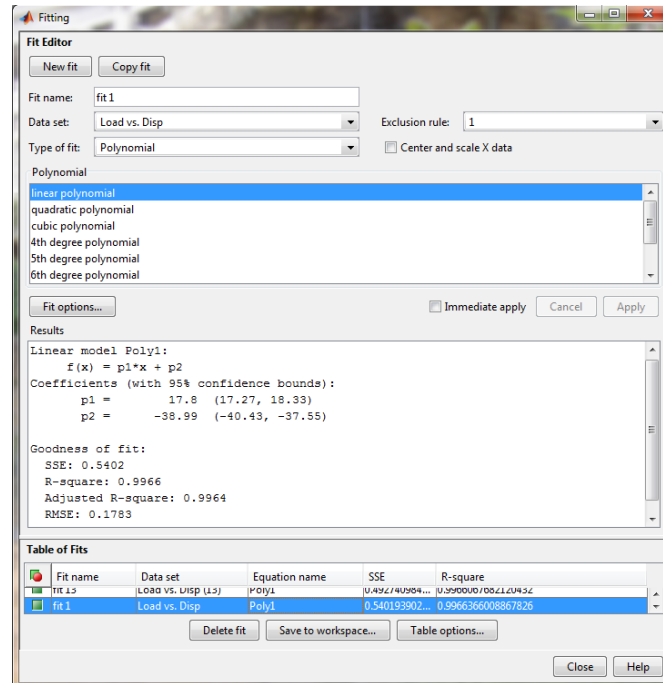 Fitting
Fit Editor
New fit Copy fit
Fit name: fit 1
Data set: Load vs. Disp Exclusion rule: 1
Type of fit: Polynomial Center and scale X data
Polynomial
linear polynomial
quadratic polynomial
cubic polynomial
4th degree polynomial
5th degree polynomial
6th degree polynomial
Fit options... Immediate apply Cancel Apply
Results
Linear model Poly1:
f(x) = p1*x + p2
Coefficients (with 95% confidence bounds):
p1 = 17.8 (17.27, 18.33)
p2 = -38.99 (-40.43, -37.55)
Goodness of fit:
SSE: 0.5402
R-square: 0.9966
Adjusted R-square: 0.9964
RMSE: 0.1783
Table of Fits
Fit name Data set Equation name SSE R-square
fit 13 Load vs. Disp (13) Poly1 0.492740984... 0.9966067682120432
fit 1 Load vs. Disp Poly1 0.540193902... 0.9966366008867826
Delete fit Save to workspace... Table options...
Close Help